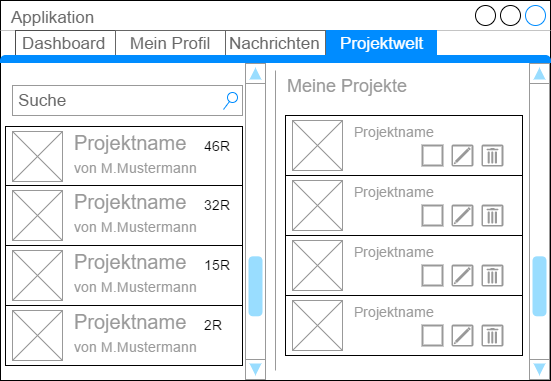 Applikation
Dashboard Mein Profil Nachrichten Projektwelt
Suche
Projektname 46R
von M.Mustermann
Projektname 32R
von M.Mustermann
Projektname 15R
von M.Mustermann
Projektname 2R
von M.Mustermann
Meine Projekte
Projektname
Projektname
Projektname
Projektname